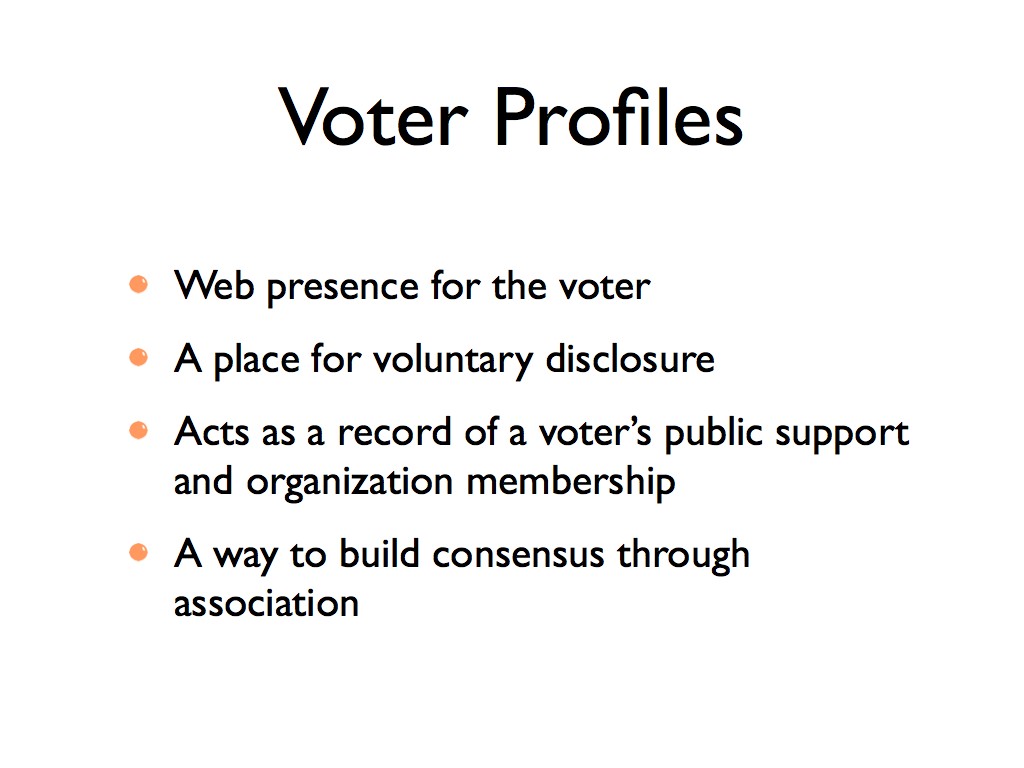 Voter Profiles
Web presence for the voter
A place for voluntary disclosure
Acts as a record of a voter’s public support
and organization membership
A way to build consensus through
association